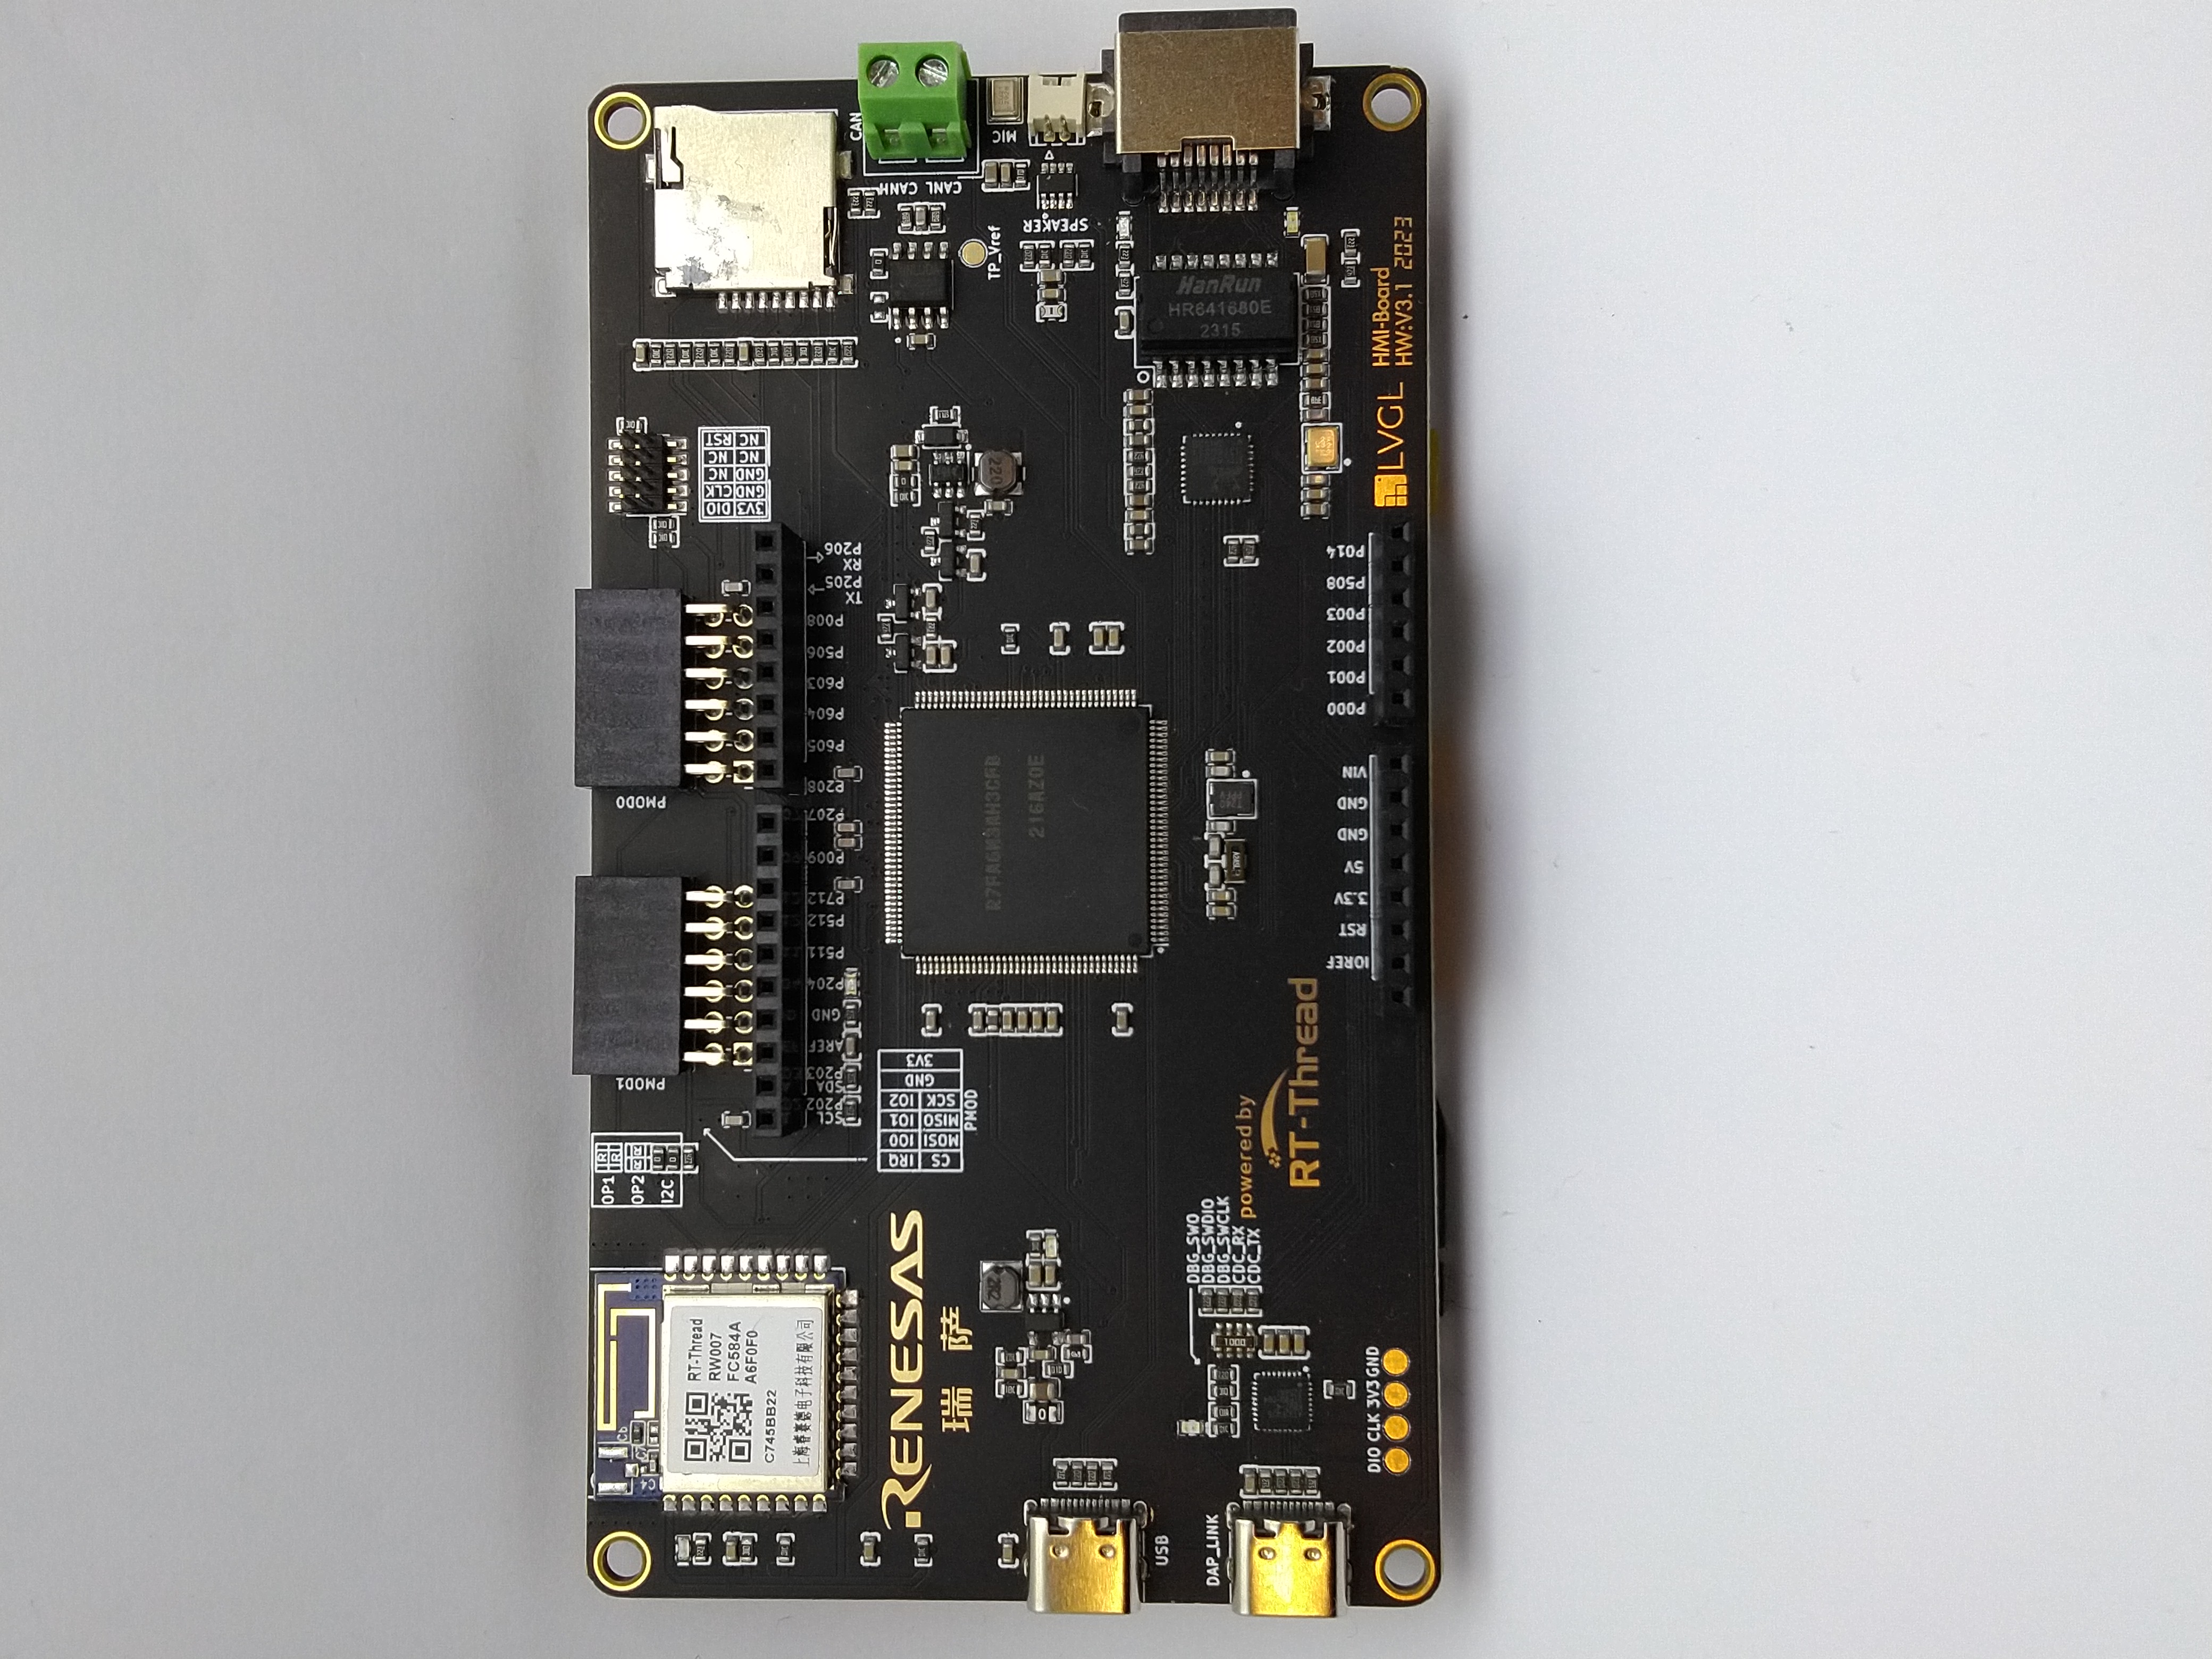 OP1
OP2
I2C
PMOD1
PMOD0
C4
C6
C7
RT-Thread
RW007
FC584A
A6F0F0
C745BB22
上海睿赛德电子科技有限公司
3V3 DIO
GND CLK
GND NC
NC NC
NC RST
SCL P202
SDA P203
AREF
GND
P204
P511
P512
P712
P009
P207
P208
P605
P604
P603
P506
P008
TX P205
RX P206
RENESAS
瑞 萨
CS IRQ
MOSI IO0
MISO IO1
SCK IO2
GND
3V3
PMOD
R7FA6M3AH3CFB
216AZ0E
220
CAN
CANL CANH
TP_Vref
MIC
SPEAKER
USB
DAP_LINK
DBG_SWO
DBG_SWDIO
DBG_SWCLK
CDC_RX
CDC_TX
powered by
RT-Thread
HanRun
HR641680E
2315
DIO CLK 3V3 GND
IOREF
RST
3.3V
5V
GND
GND
VIN
P000
P001
P002
P003
P508
P014
LVGL
HMI-Board
HW:V3.1 2023